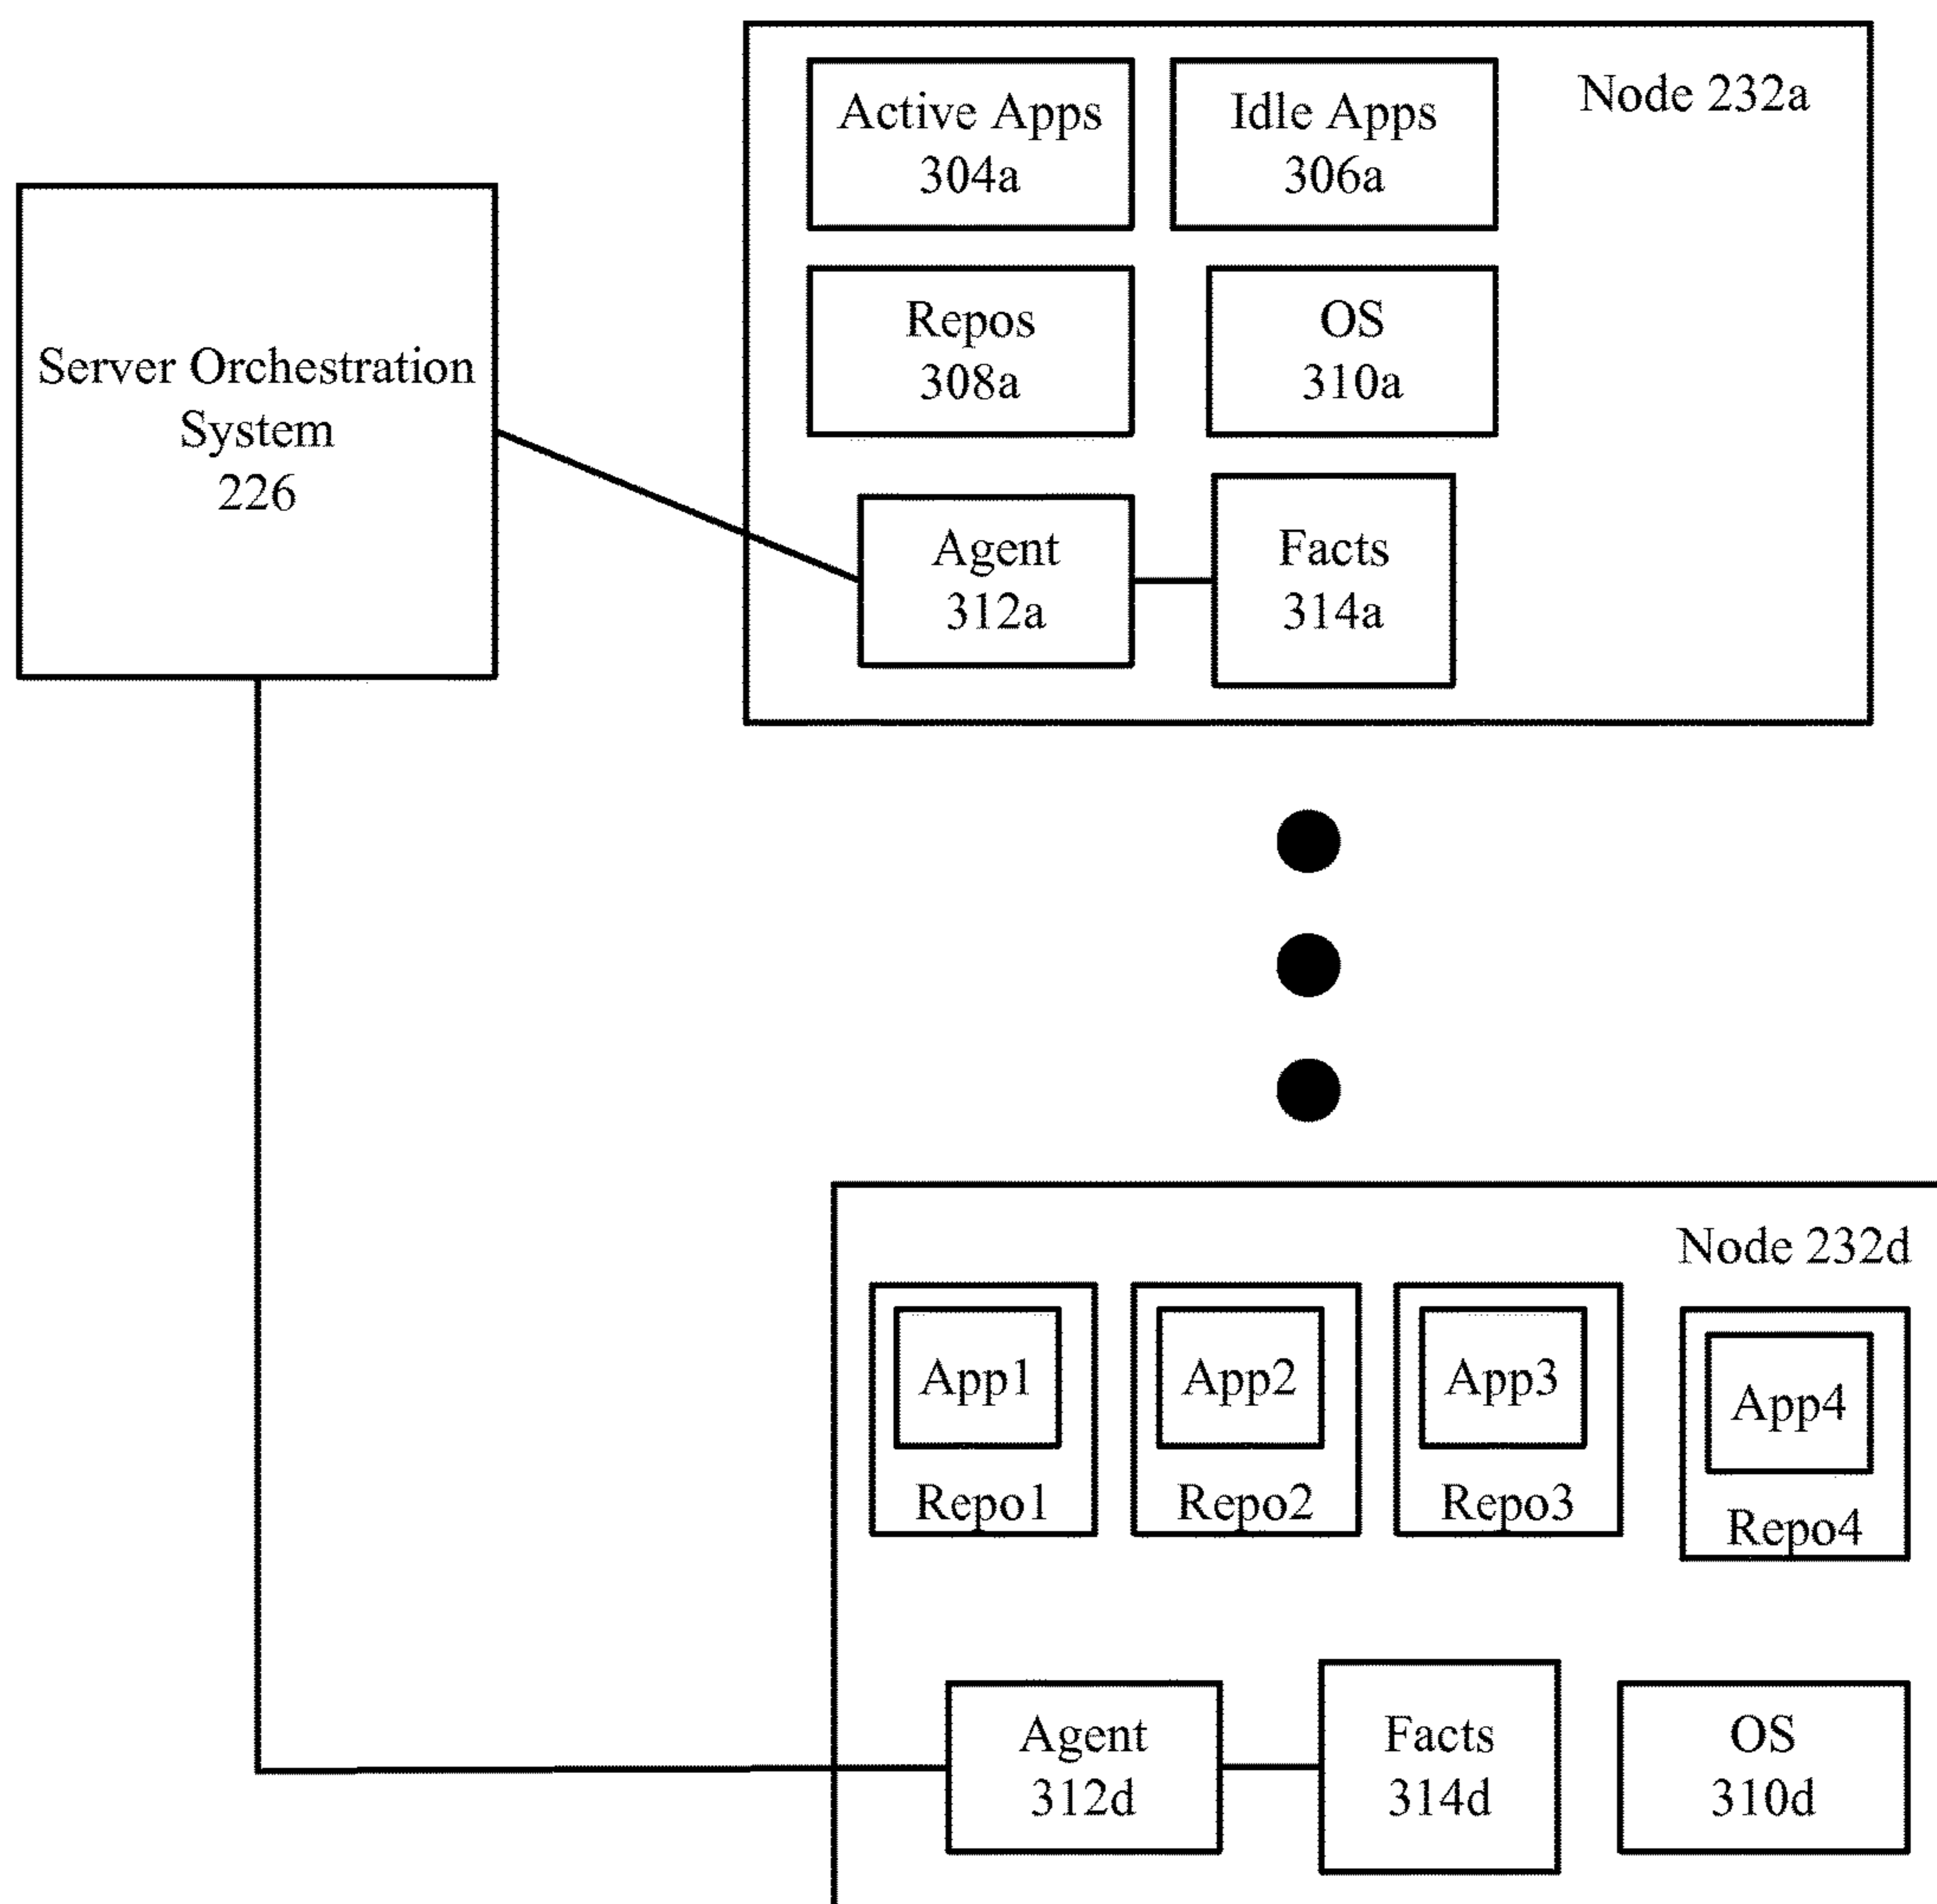 Node 232a
Active Apps
304a
Idle Apps
306a
Repos
308a
OS
310a
Server Orchestration
System
226
Agent
312a
Facts
314a
Node 232d
App1
Repo1
App2
Repo2
App3
Repo3
App4
Repo4
Agent
312d
Facts
314d
OS
310d